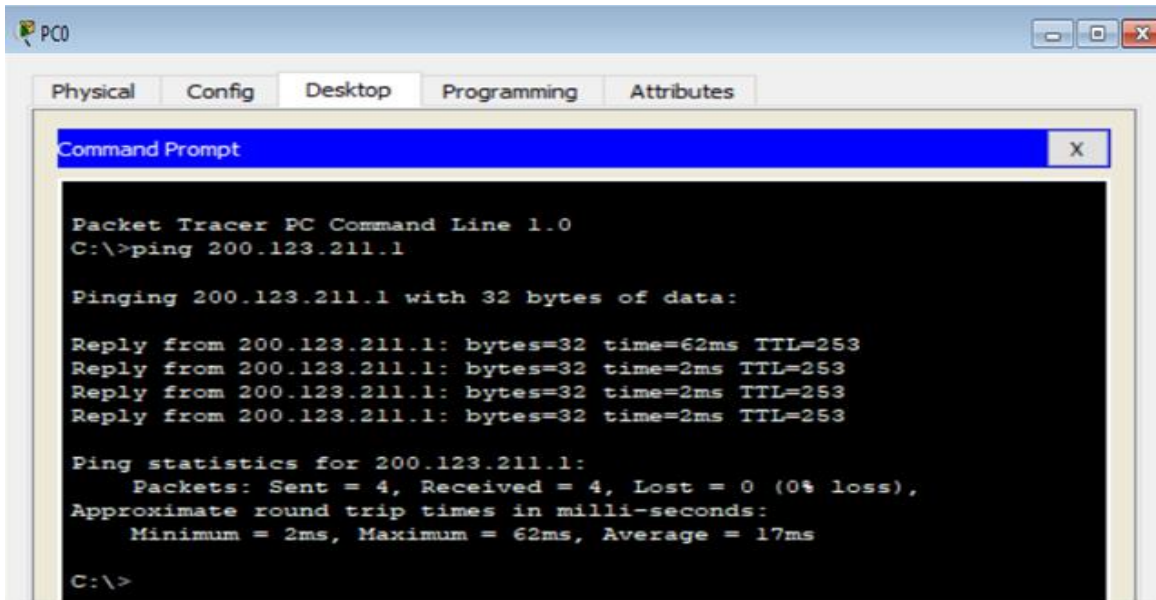 PC0
Physical Config Desktop Programming Attributes
Command Prompt X
Packet Tracer PC Command Line 1.0
C:\>ping 200.123.211.1
Pinging 200.123.211.1 with 32 bytes of data:
Reply from 200.123.211.1: bytes=32 time=62ms TTL=253
Reply from 200.123.211.1: bytes=32 time=2ms TTL=253
Reply from 200.123.211.1: bytes=32 time=2ms TTL=253
Reply from 200.123.211.1: bytes=32 time=2ms TTL=253
Ping statistics for 200.123.211.1:
Packets: Sent = 4, Received = 4, Lost = 0 (0% loss),
Approximate round trip times in milli-seconds:
Minimum = 2ms, Maximum = 62ms, Average = 17ms
C:\>